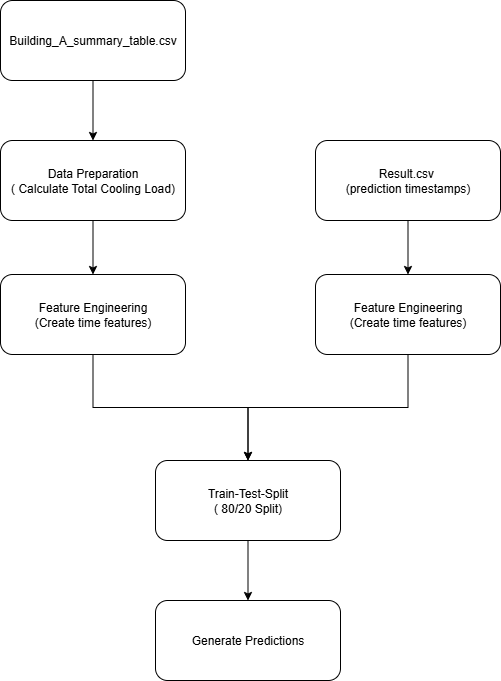 Building_A_summary_table.csv
Data Preparation
( Calculate Total Cooling Load)
Result.csv
(prediction timestamps)
Feature Engineering
(Create time features)
Feature Engineering
(Create time features)
Train-Test-Split
( 80/20 Split)
Generate Predictions